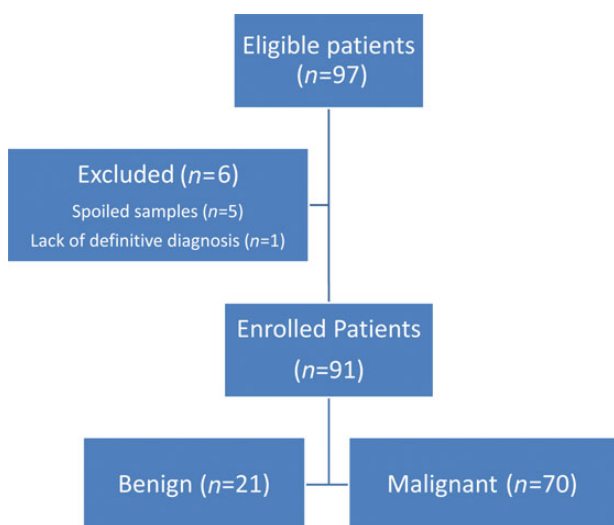 Eligible patients
(n=97)
Excluded (n=6)
Spoiled samples (n=5)
Lack of definitive diagnosis (n=1)
Enrolled Patients
(n=91)
Benign (n=21)
Malignant (n=70)